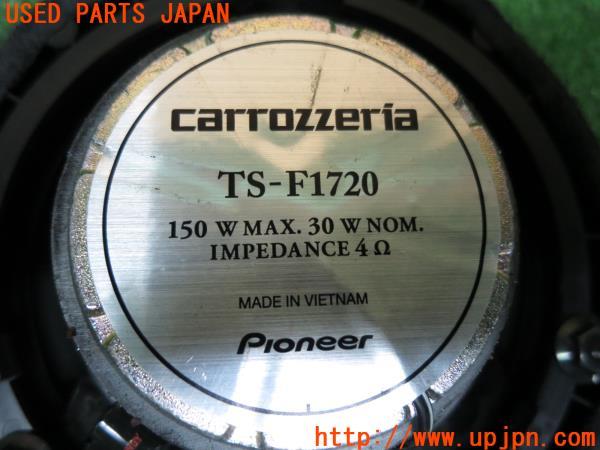 USED PARTS JAPAN
carrozzeria
TS-F1720
150 W MAX. 30 W NOM.
IMPEDANCE 4 Ω
MADE IN VIETNAM
Pioneer
http://www.upjpn.com